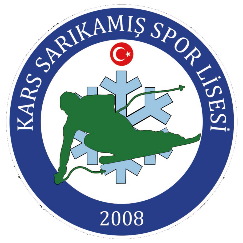 KARS SARIKAMIŞ SPOR LİSESİ
2008